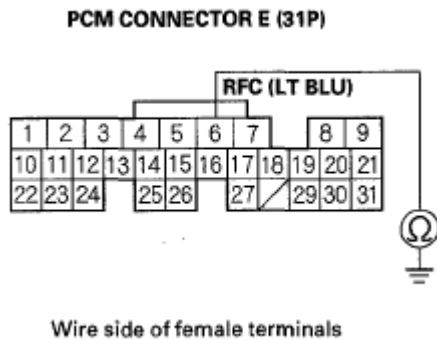 PCM CONNECTOR E (31P)
RFC (LT BLU)
1 2 3 4 5 6 7 8 9
10 11 12 13 14 15 16 17 18 19 20 21
22 23 24 25 26 27 29 30 31
Ω
Wire side of female terminals